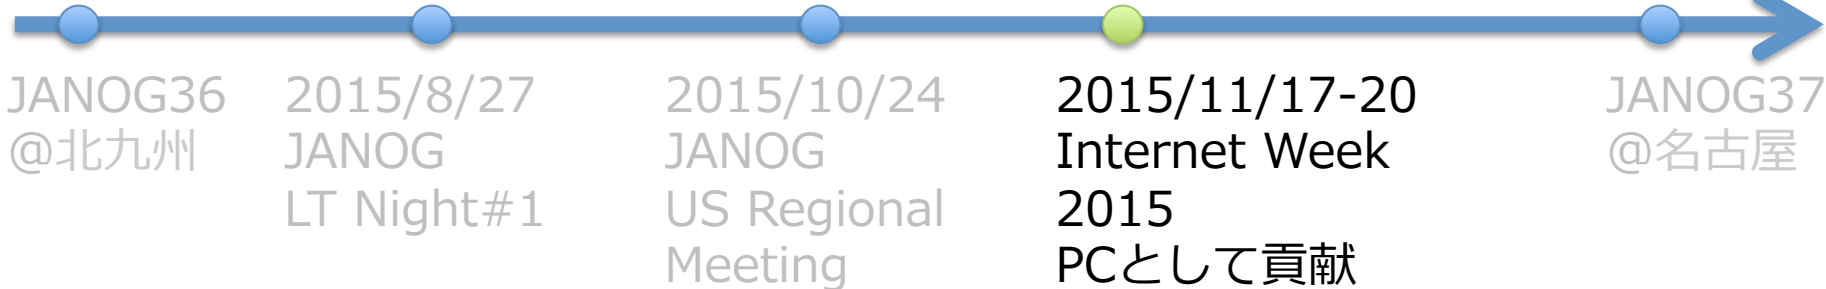 JANOG36
@北九州
2015/8/27
JANOG
LT Night#1
2015/10/24
JANOG
US Regional
Meeting
2015/11/17-20
Internet Week
2015
PCとして貢献
JANOG37
@名古屋